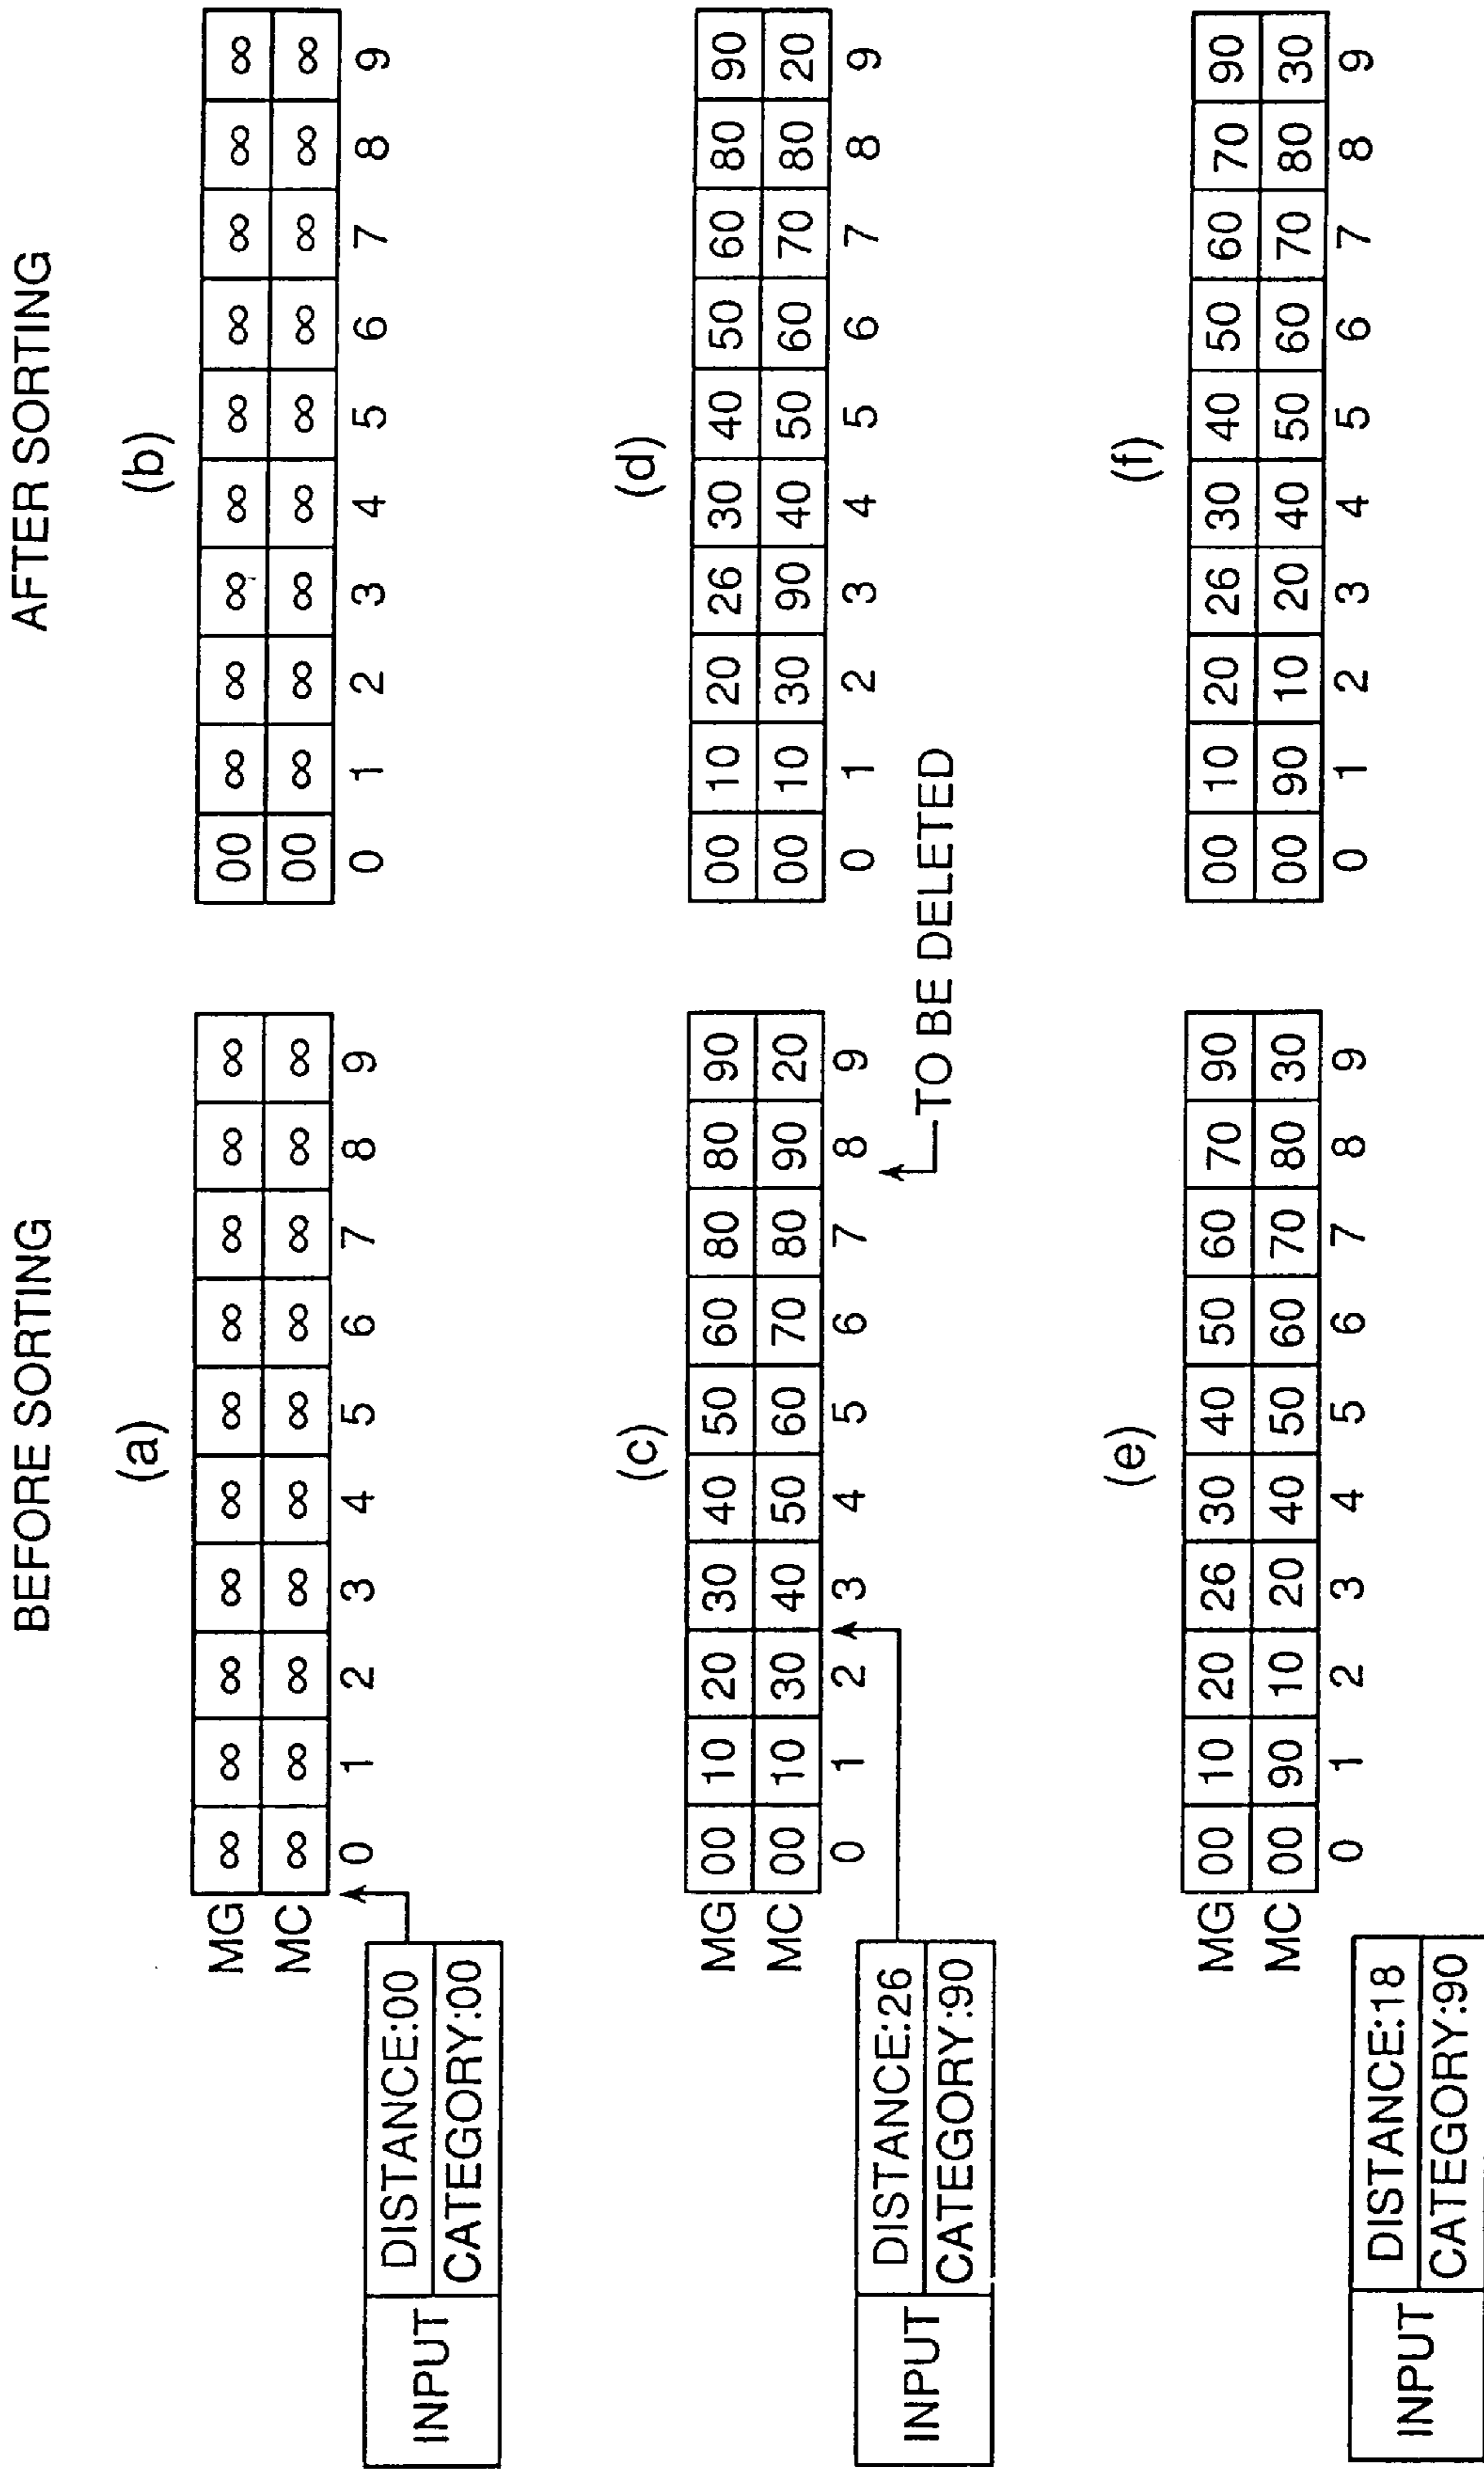 BEFORE SORTING
AFTER SORTING
(a)
MG ∞ ∞ ∞ ∞ ∞ ∞ ∞ ∞ ∞ ∞
MC ∞ ∞ ∞ ∞ ∞ ∞ ∞ ∞ ∞ ∞
0 1 2 3 4 5 6 7 8 9
INPUT
DISTANCE:00
CATEGORY:00
(b)
00 ∞ ∞ ∞ ∞ ∞ ∞ ∞ ∞ ∞
00 ∞ ∞ ∞ ∞ ∞ ∞ ∞ ∞ ∞
0 1 2 3 4 5 6 7 8 9
(c)
MG 00 10 20 30 40 50 60 80 80 90
MC 00 10 30 40 50 60 70 80 90 20
0 1 2 3 4 5 6 7 8 9
TO BE DELETED
INPUT
DISTANCE:26
CATEGORY:90
(d)
00 10 20 26 30 40 50 60 80 90
00 10 30 90 40 50 60 70 80 20
0 1 2 3 4 5 6 7 8 9
(e)
MG 00 10 20 26 30 40 50 60 70 90
MC 00 90 10 20 40 50 60 70 80 30
0 1 2 3 4 5 6 7 8 9
INPUT
DISTANCE:18
CATEGORY:90
(f)
00 10 20 26 30 40 50 60 70 90
00 90 10 20 40 50 60 70 80 30
0 1 2 3 4 5 6 7 8 9